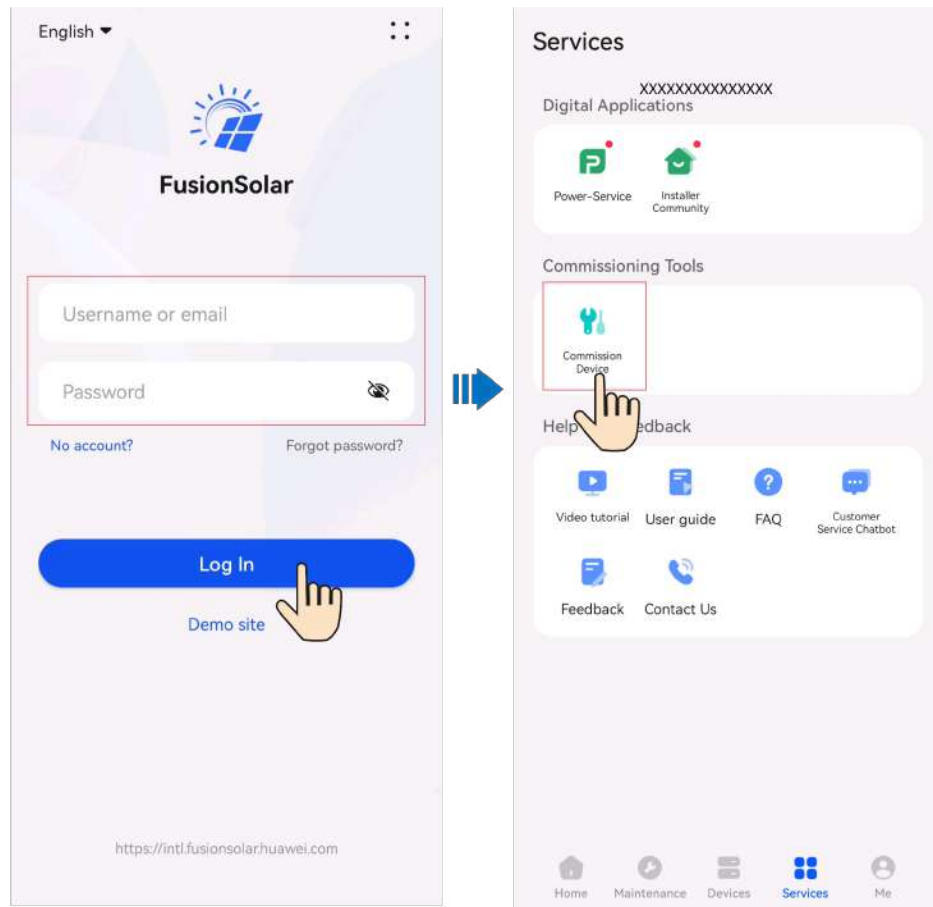 English
FusionSolar
Username or email
Password
No account?
Forgot password?
Log In
Demo site
https://intl.fusionsolar.huawei.com
Services
XXXXXXXXXXXXXXX
Digital Applications
Power-Service
Installer
Community
Commissioning Tools
Commission
Device
Help
edback
Video tutorial
User guide
FAQ
Customer
Service Chatbot
Feedback
Contact Us
Home
Maintenance
Devices
Services
Me